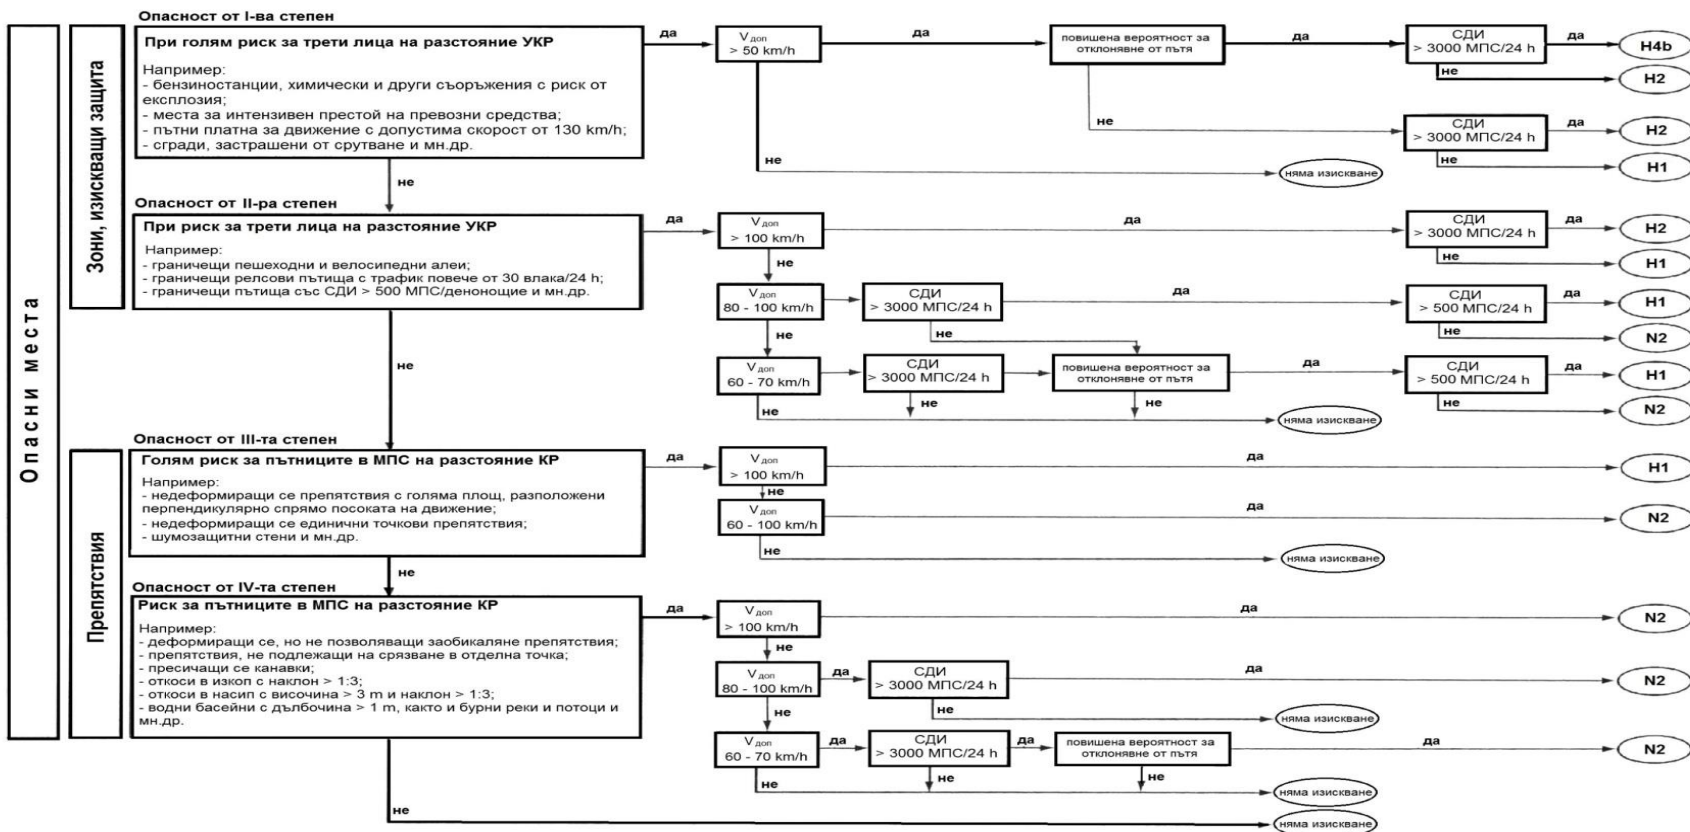 Опасни места
Зони, изискващи защита
Опасност от I-ва степен
При голям риск за трети лица на разстояние УКР
Например:
- бензиностанции, химически и други съоръжения с риск от
експлозия;
- места за интензивен престой на превозни средства;
- пътни платна за движение с допустима скорост от 130 km/h;
- сгради, застрашени от срутване и мн.др.
да
V доп
> 50 km/h
да
повишена вероятност за
отклонявне от пътя
да
СДИ
> 3000 МПС/24 h
да
H4b
не
H2
не
СДИ
> 3000 МПС/24 h
да
H2
не
H1
не
няма изискване
не
Опасност от II-ра степен
При риск за трети лица на разстояние УКР
Например:
- граничещи пешеходни и велосипедни алеи;
- граничещи релсови пътища с трафик повече от 30 влака/24 h;
- граничещи пътища със СДИ > 500 МПС/денонощие и мн.др.
да
V доп
> 100 km/h
да
СДИ
> 3000 МПС/24 h
да
H2
не
H1
не
V доп
80 - 100 km/h
СДИ
> 3000 МПС/24 h
да
СДИ
> 500 МПС/24 h
да
H1
не
N2
не
не
V доп
60 - 70 km/h
СДИ
> 3000 МПС/24 h
повишена вероятност за
отклонявне от пътя
да
СДИ
> 500 МПС/24 h
да
H1
не
N2
не
не
не
няма изискване
не
Препятствия
Опасност от III-та степен
Голям риск за пътниците в МПС на разстояние КР
Например:
- недеформиращи се препятствия с голяма площ, разположени
перпендикулярно спрямо посоката на движение;
- недеформиращи се единични точкови препятствия;
- шумозащитни стени и мн.др.
да
V доп
> 100 km/h
да
H1
не
V доп
60 - 100 km/h
да
N2
не
няма изискване
не
Опасност от IV-та степен
Риск за пътниците в МПС на разстояние КР
Например:
- деформиращи се, но не позволяващи заобикаляне препятствия;
- препятствия, не подлежащи на срязване в отделна точка;
- пресичащи се канавки;
- откоси в изкоп с наклон > 1:3;
- откоси в насип с височина > 3 m и наклон > 1:3;
- водни басейни с дълбочина > 1 m, както и бурни реки и потоци и
мн.др.
да
V доп
> 100 km/h
да
N2
не
V доп
80 - 100 km/h
да
СДИ
> 3000 МПС/24 h
да
N2
не
няма изискване
не
V доп
60 - 70 km/h
да
СДИ
> 3000 МПС/24 h
да
повишена вероятност за
отклонявне от пътя
да
N2
не
не
не
няма изискване
не
няма изискване